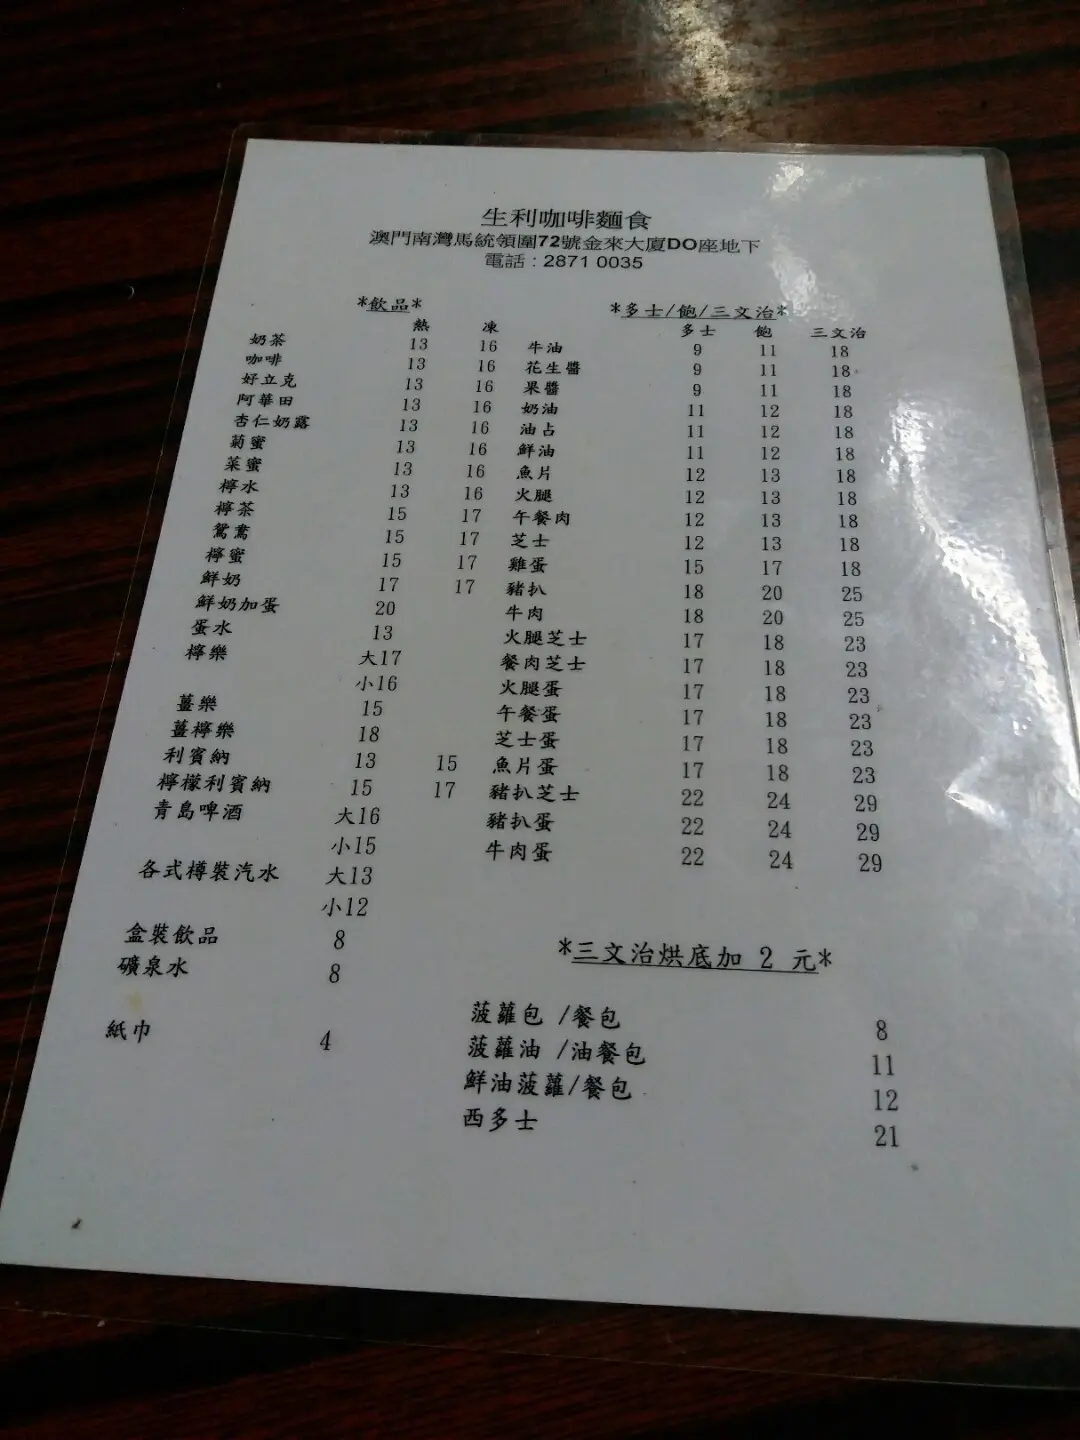 生利咖啡麵食
澳門南灣馬統領圍72號金來大廈DO座地下
電話：2871 0035
*飲品*
熱 凍
奶茶 13 16
咖啡 13 16
好立克 13 16
阿華田 13 16
杏仁奶露 13 16
菊蜜 13 16
菜蜜 13 16
檸水 13 16
檸茶 15 17
鴛鴦 15 17
檸蜜 15 17
鮮奶 17 17
鮮奶加蛋 20
蛋水 13
檸樂 大17
小16
薑樂 15
薑檸樂 18
利賓納 13 15
檸檬利賓納 15 17
青島啤酒 大16
小15
各式樽裝汽水 大13
小12
盒裝飲品 8
礦泉水 8
紙巾 4
*多士/飽/三文治*
多士 飽 三文治
牛油 9 11 18
花生醬 9 11 18
果醬 9 11 18
奶油 11 12 18
油占 11 12 18
鮮油 11 12 18
魚片 12 13 18
火腿 12 13 18
午餐肉 12 13 18
芝士 12 13 18
雞蛋 15 17 18
豬扒 18 20 25
牛肉 18 20 25
火腿芝士 17 18 23
餐肉芝士 17 18 23
火腿蛋 17 18 23
午餐蛋 17 18 23
芝士蛋 17 18 23
魚片蛋 17 18 23
豬扒芝士 22 24 29
豬扒蛋 22 24 29
牛肉蛋 22 24 29
*三文治烘底加 2 元*
菠蘿包 /餐包 8
菠蘿油 /油餐包 11
鮮油菠蘿/餐包 12
西多士 21